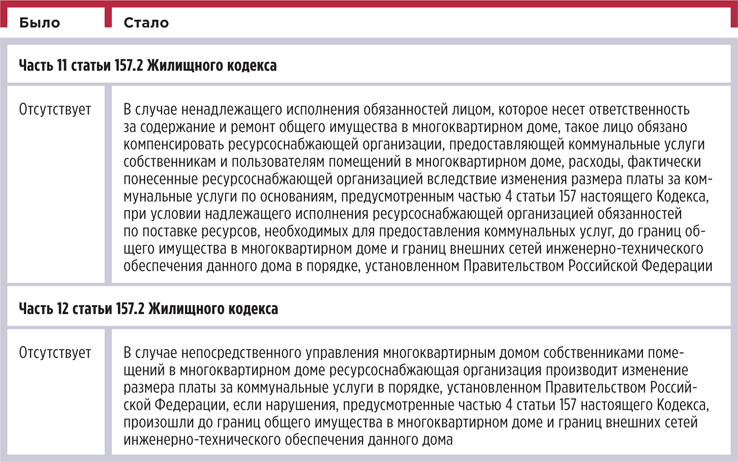 Было Стало
Часть 11 статьи 157.2 Жилищного кодекса
Отсутствует В случае ненадлежащего исполнения обязанностей лицом, которое несет ответственность
за содержание и ремонт общего имущества в многоквартирном доме, такое лицо обязано
компенсировать ресурсоснабжающей организации, предоставляющей коммунальные услуги
собственникам и пользователям помещений в многоквартирном доме, расходы, фактически
понесенные ресурсоснабжающей организацией вследствие изменения размера платы за ком-
мунальные услуги по основаниям, предусмотренным частью 4 статьи 157 настоящего Кодекса,
при условии надлежащего исполнения ресурсоснабжающей организацией обязанностей
по поставке ресурсов, необходимых для предоставления коммунальных услуг, до границ об-
щего имущества в многоквартирном доме и границ внешних сетей инженерно-технического
обеспечения данного дома в порядке, установленном Правительством Российской Федерации
Часть 12 статьи 157.2 Жилищного кодекса
Отсутствует В случае непосредственного управления многоквартирным домом собственниками поме-
щений в многоквартирном доме ресурсоснабжающая организация производит изменение
размера платы за коммунальные услуги в порядке, установленном Правительством Россий-
ской Федерации, если нарушения, предусмотренные частью 4 статьи 157 настоящего Кодекса,
произошли до границ общего имущества в многоквартирном доме и границ внешних сетей
инженерно-технического обеспечения данного дома